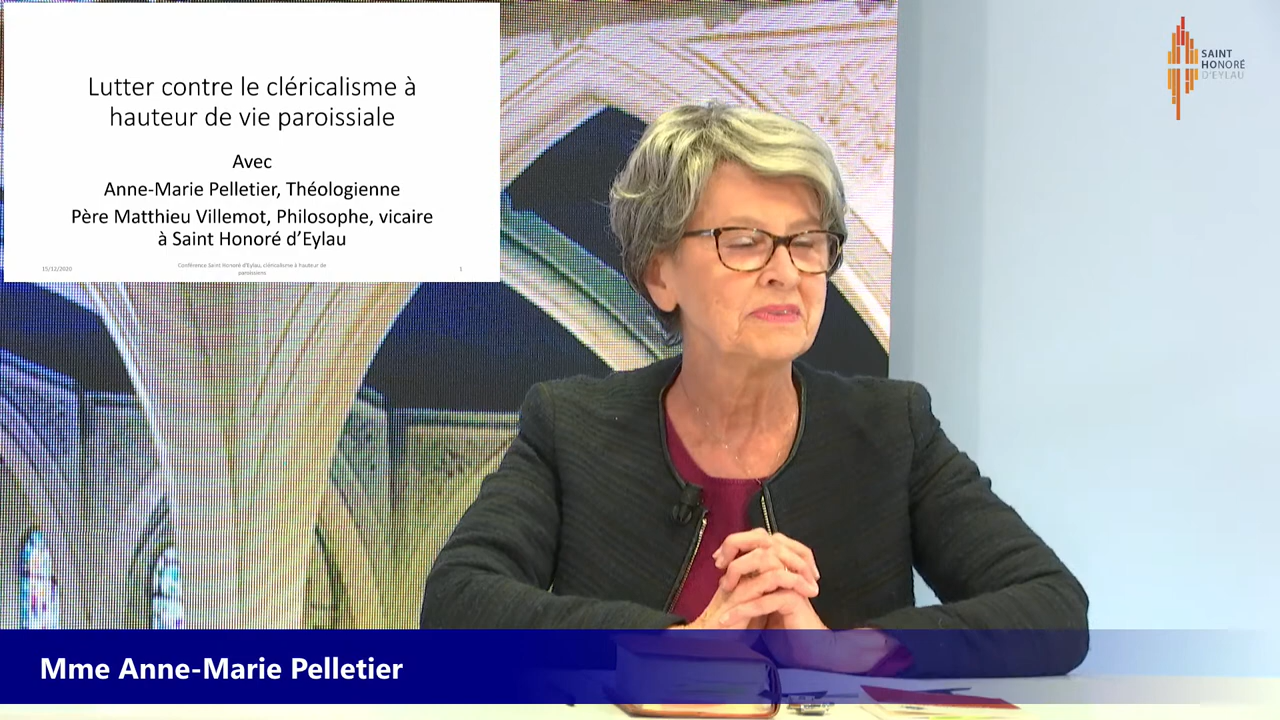 Lutter contre le cléricalisme à
hauteur de vie paroissiale
Avec
Anne-Marie Pelletier, Théologienne
Père Matthieu Villemot, Philosophe, vicaire
à Saint Honoré d'Eylau
15/12/2020
Conférence Saint Honoré d'Eylau, cléricalisme à hauteur de
paroissiens
1
SAINT
HONORÉ
D'EYLAU
Mme Anne-Marie Pelletier